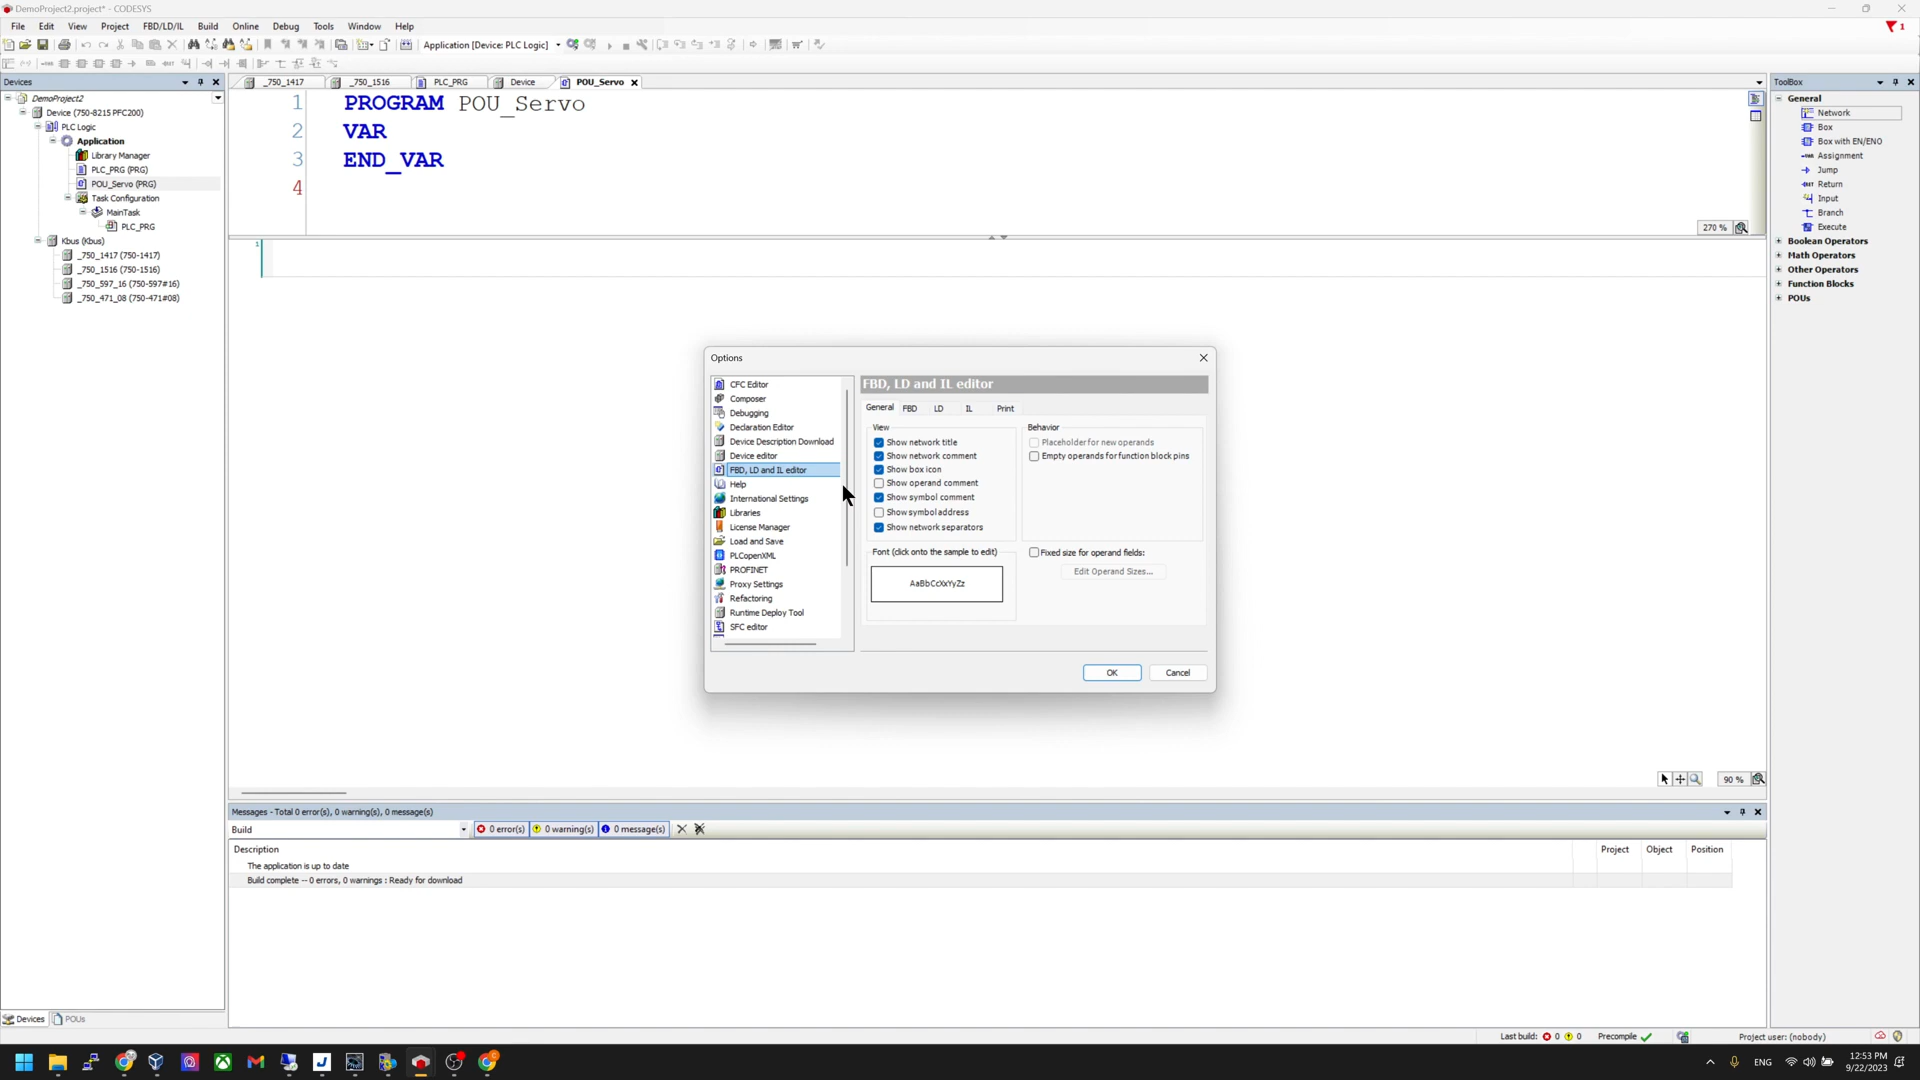 DemoProject2.project* - CODESYS
File Edit View Project FBD/LD/IL Build Online Debug Tools Window Help
1
Application [Device: PLC Logic]
Devices
DemoProject2
Device (750-8215 PFC200)
PLC Logic
Application
Library Manager
PLC_PRG (PRG)
POU_Servo (PRG)
Task Configuration
MainTask
PLC_PRG
Kbus (Kbus)
_750_1417 (750-1417)
_750_1516 (750-1516)
_750_597_16 (750-597#16)
_750_471_08 (750-471#08)
Devices POUs
_750_1417 _750_1516 PLC_PRG Device POU_Servo
1 PROGRAM POU_Servo
2 VAR
3 END_VAR
4
270 %
1
Options
CFC Editor
Composer
Debugging
Declaration Editor
Device Description Download
Device editor
FBD, LD and IL editor
Help
International Settings
Libraries
License Manager
Load and Save
PLCopenXML
PROFINET
Proxy Settings
Refactoring
Runtime Deploy Tool
SFC editor
FBD, LD and IL editor
General FBD LD IL Print
View
Show network title
Show network comment
Show box icon
Show operand comment
Show symbol comment
Show symbol address
Show network separators
Behavior
Placeholder for new operands
Empty operands for function block pins
Font (click onto the sample to edit)
AaBbCcXxYyZz
Fixed size for operand fields:
Edit Operand Sizes...
OK Cancel
90 %
ToolBox
General
Network
Box
Box with EN/ENO
Assignment
Jump
Return
Input
Branch
Execute
Boolean Operators
Math Operators
Other Operators
Function Blocks
POUs
Messages - Total 0 error(s), 0 warning(s), 0 message(s)
Build 0 error(s) 0 warning(s) 0 message(s)
Description Project Object Position
The application is up to date
Build complete -- 0 errors, 0 warnings : Ready for download
Last build: 0 0 Precompile Project user: (nobody)
ENG
12:53 PM
9/22/2023